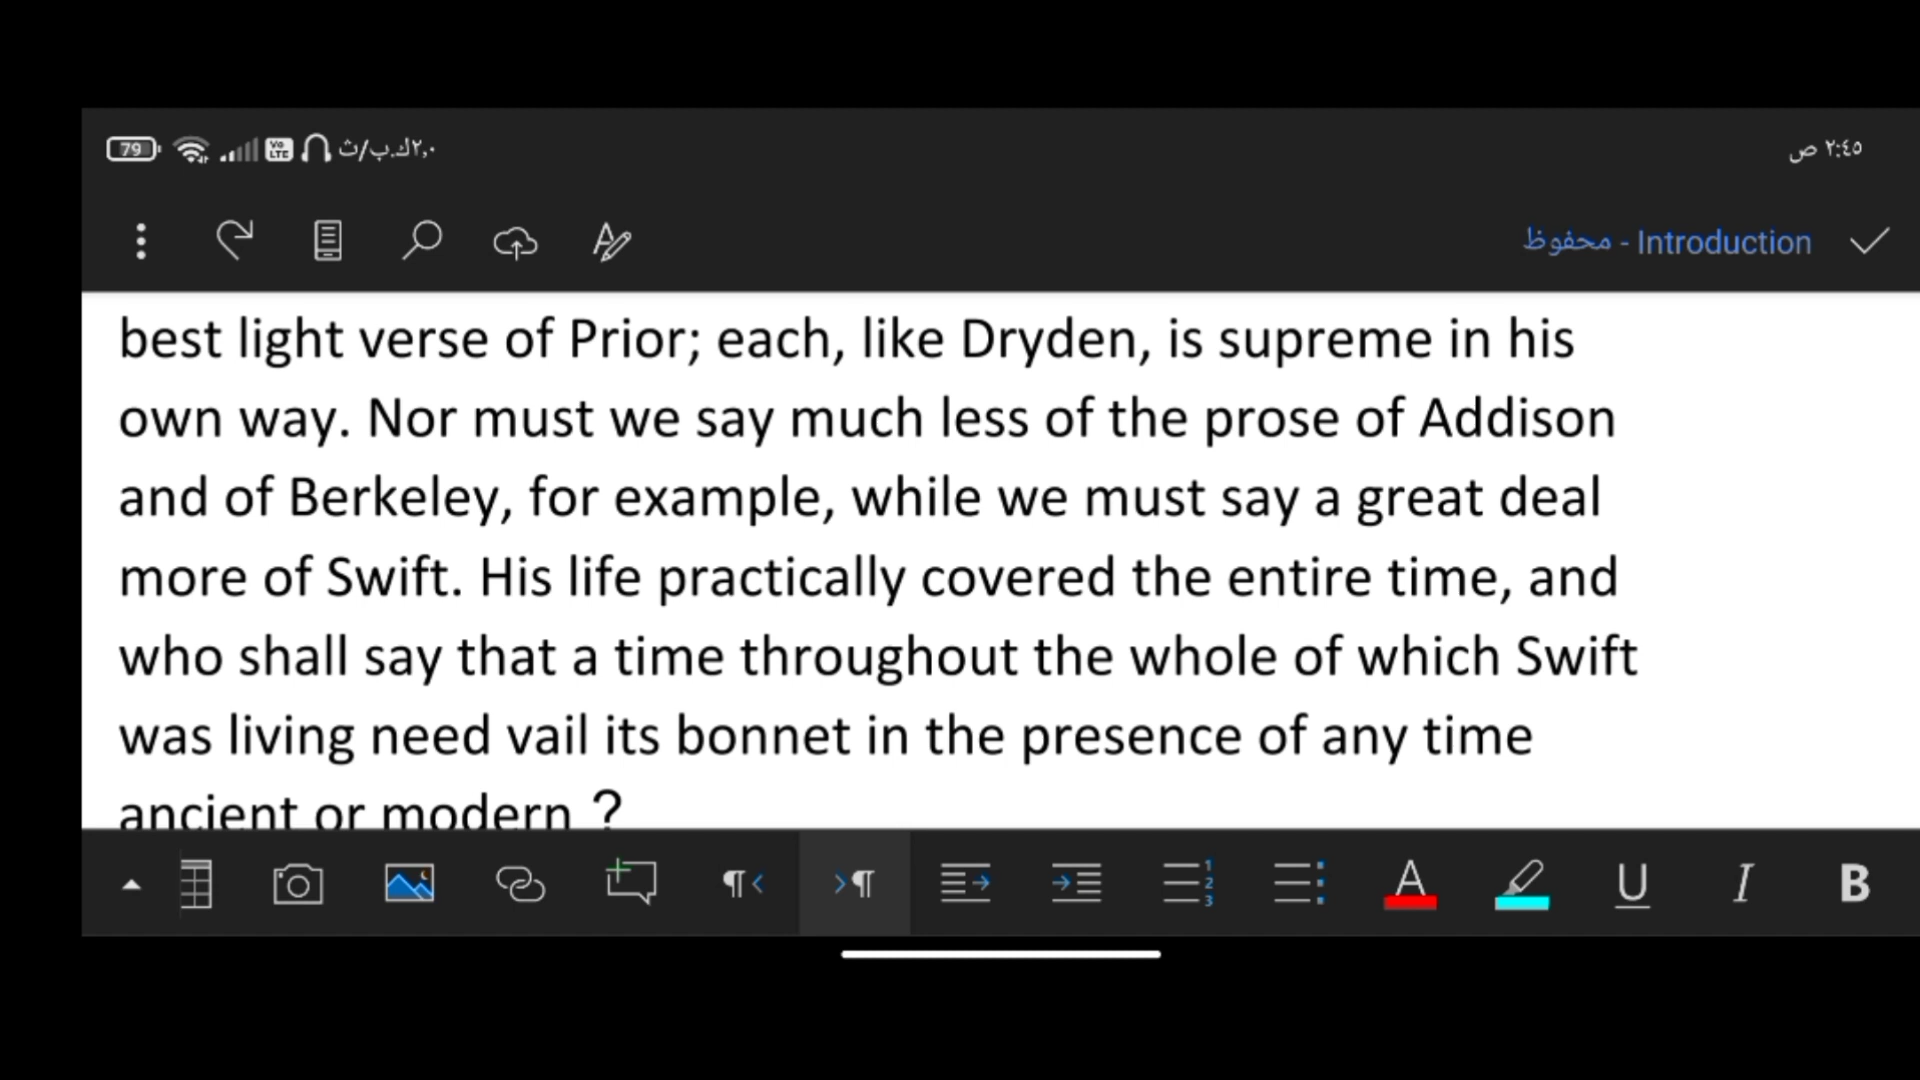 79 VoLTE ٢,٠ك.ب/ث ٢:٤٥ ص
محفوظ - Introduction
best light verse of Prior; each, like Dryden, is supreme in his
own way. Nor must we say much less of the prose of Addison
and of Berkeley, for example, while we must say a great deal
more of Swift. His life practically covered the entire time, and
who shall say that a time throughout the whole of which Swift
was living need vail its bonnet in the presence of any time
ancient or modern ?
A U I B